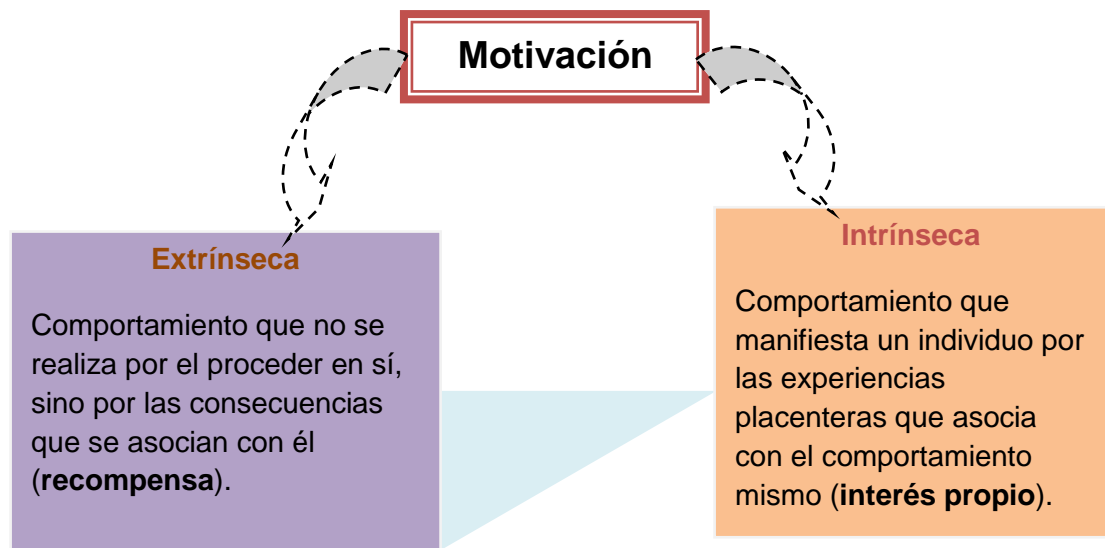 Motivación
Extrínseca
Comportamiento que no se
realiza por el proceder en sí,
sino por las consecuencias
que se asocian con él
(recompensa).
Intrínseca
Comportamiento que
manifiesta un individuo por
las experiencias
placenteras que asocia
con el comportamiento
mismo (interés propio).